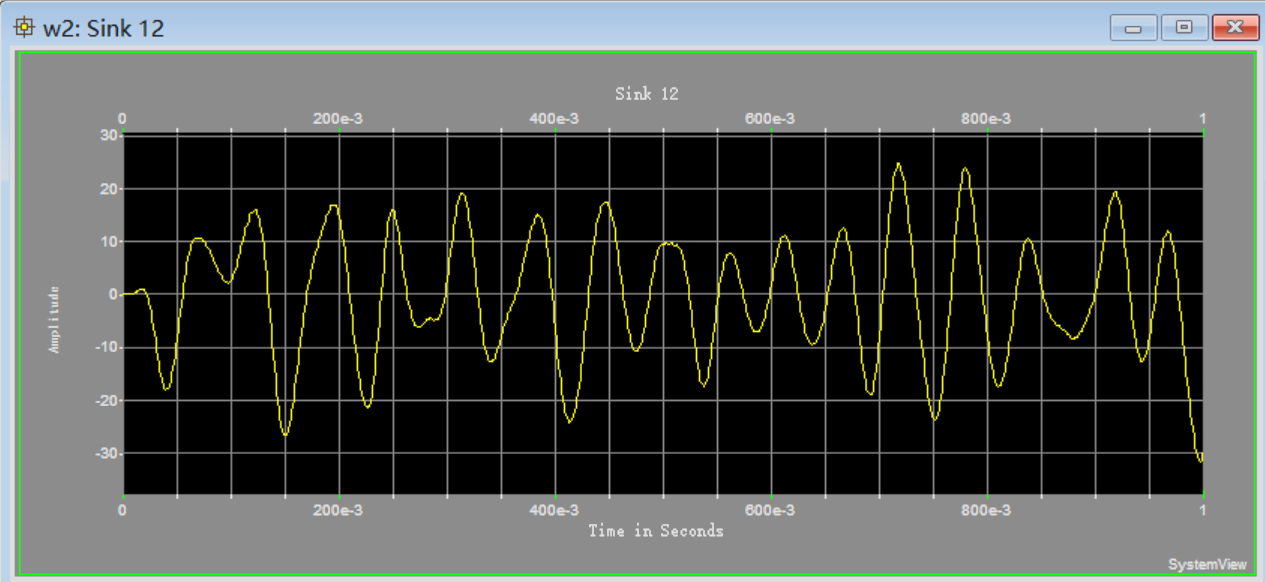 w2: Sink 12
Sink 12
0 200e-3 400e-3 600e-3 800e-3 1
30
20
10
0
-10
-20
-30
Amplitude
0 200e-3 400e-3 600e-3 800e-3 1
Time in Seconds
SystemView